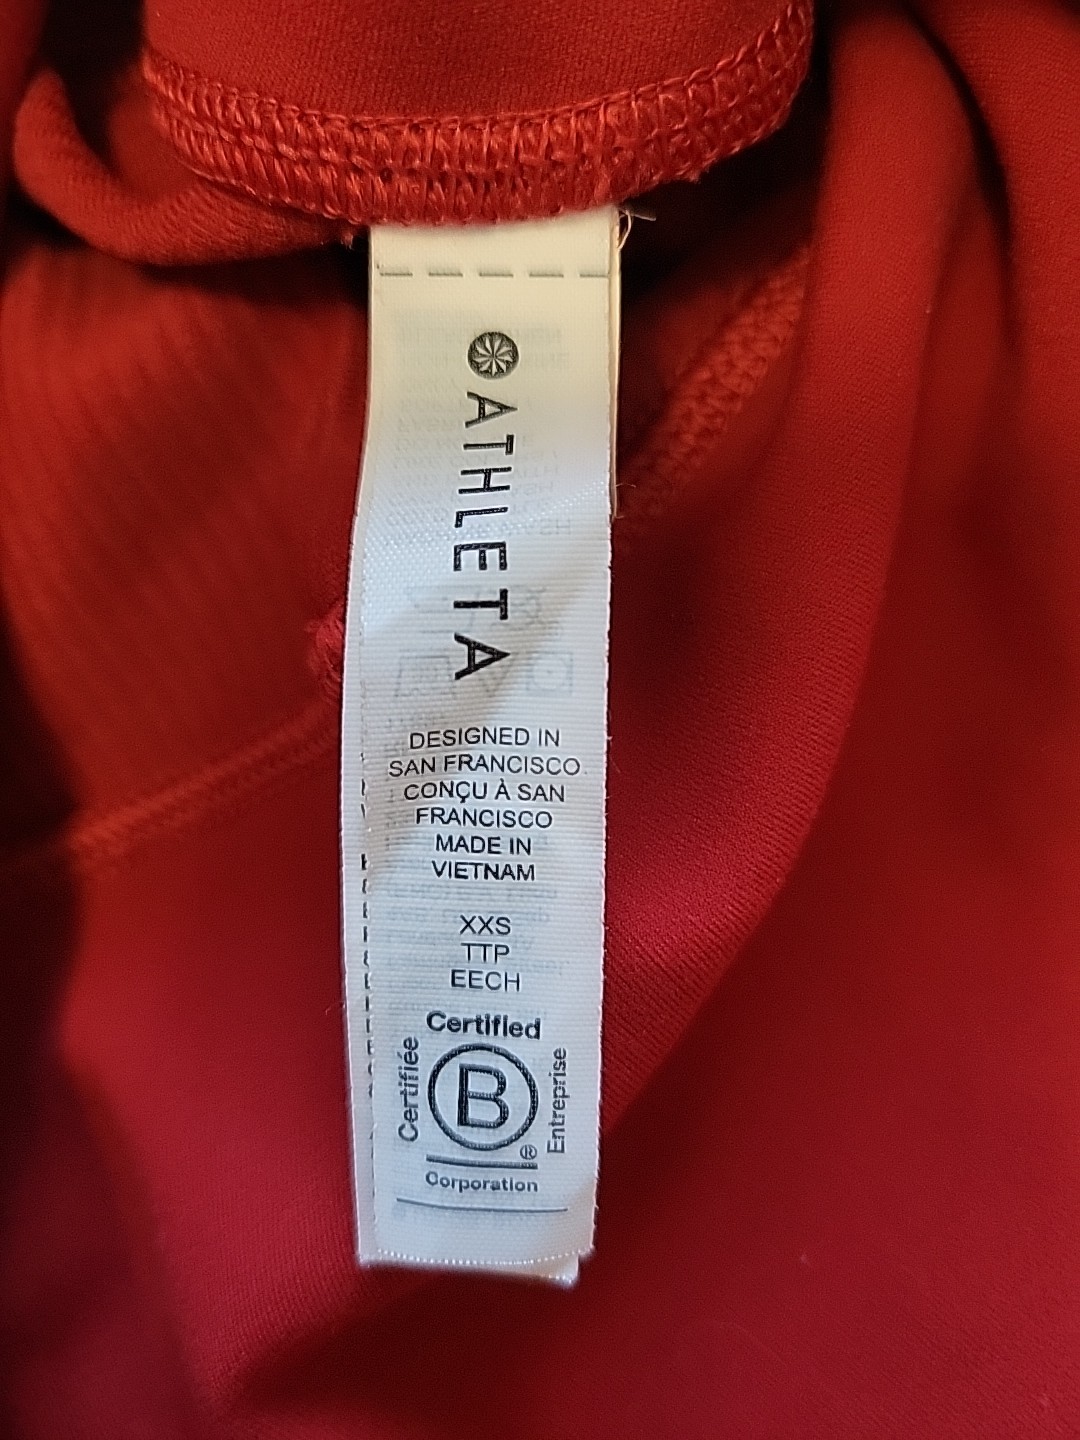 ATHLETA
DESIGNED IN
SAN FRANCISCO
CONÇU À SAN
FRANCISCO
MADE IN
VIETNAM
XXS
TTP
EECH
Certified
Certifiée
B
®
Entreprise
Corporation